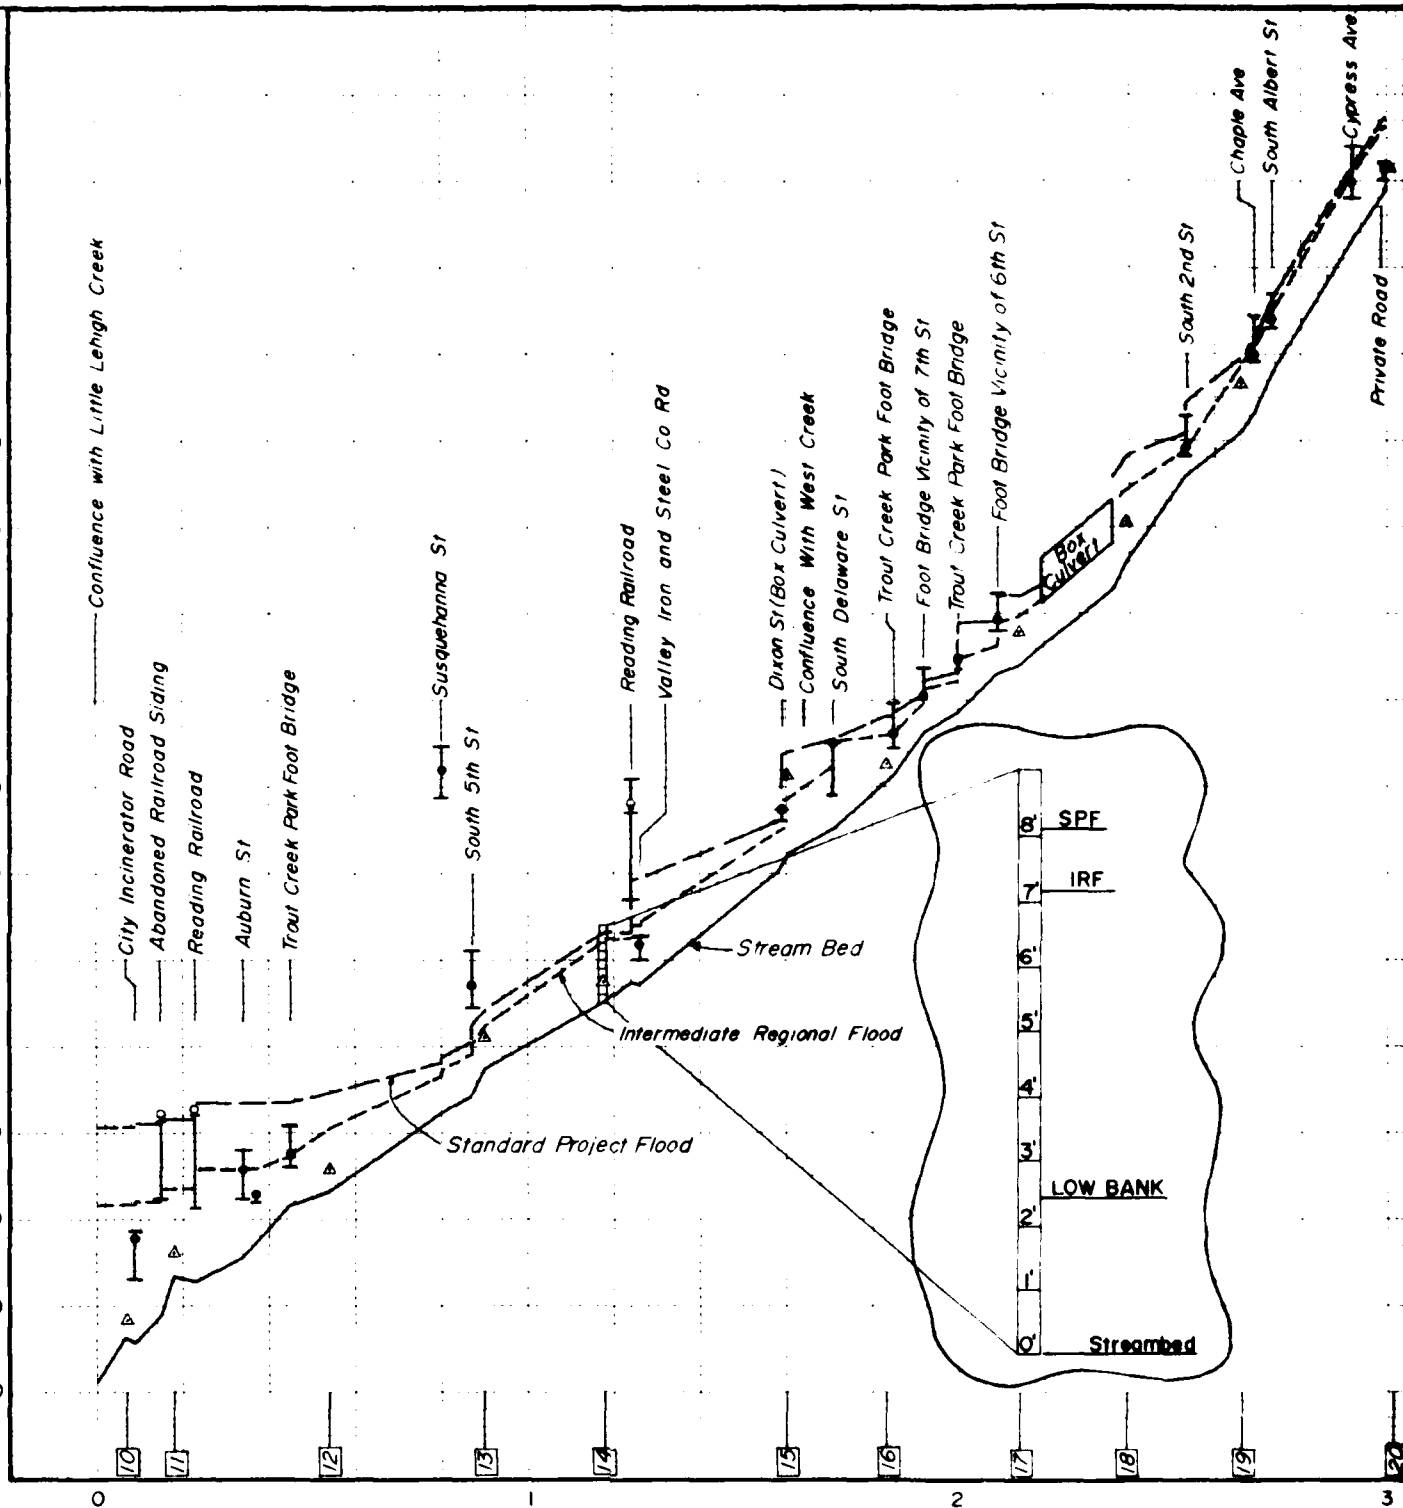 Confluence with Little Lehigh Creek
City Incinerator Road
Abandoned Railroad Siding
Reading Railroad
Auburn St
Trout Creek Park Foot Bridge
Susquehanna St
South 5th St
Reading Railroad
Valley Iron and Steel Co Rd
Dixon St (Box Culvert)
Confluence With West Creek
South Delaware St
Trout Creek Park Foot Bridge
Foot Bridge Vicinity of 7th St
Trout Creek Park Foot Bridge
Foot Bridge Vicinity of 6th St
Box
Culvert
South 2nd St
Chaple Ave
South Albert St
Cypress Ave
Private Road
Stream Bed
Intermediate Regional Flood
Standard Project Flood
8' SPF
7' IRF
6'
5'
4'
3'
LOW BANK
2'
1'
0' Streambed
10 11 12 13 14 15 16 17 18 19 20
0 1 2 3